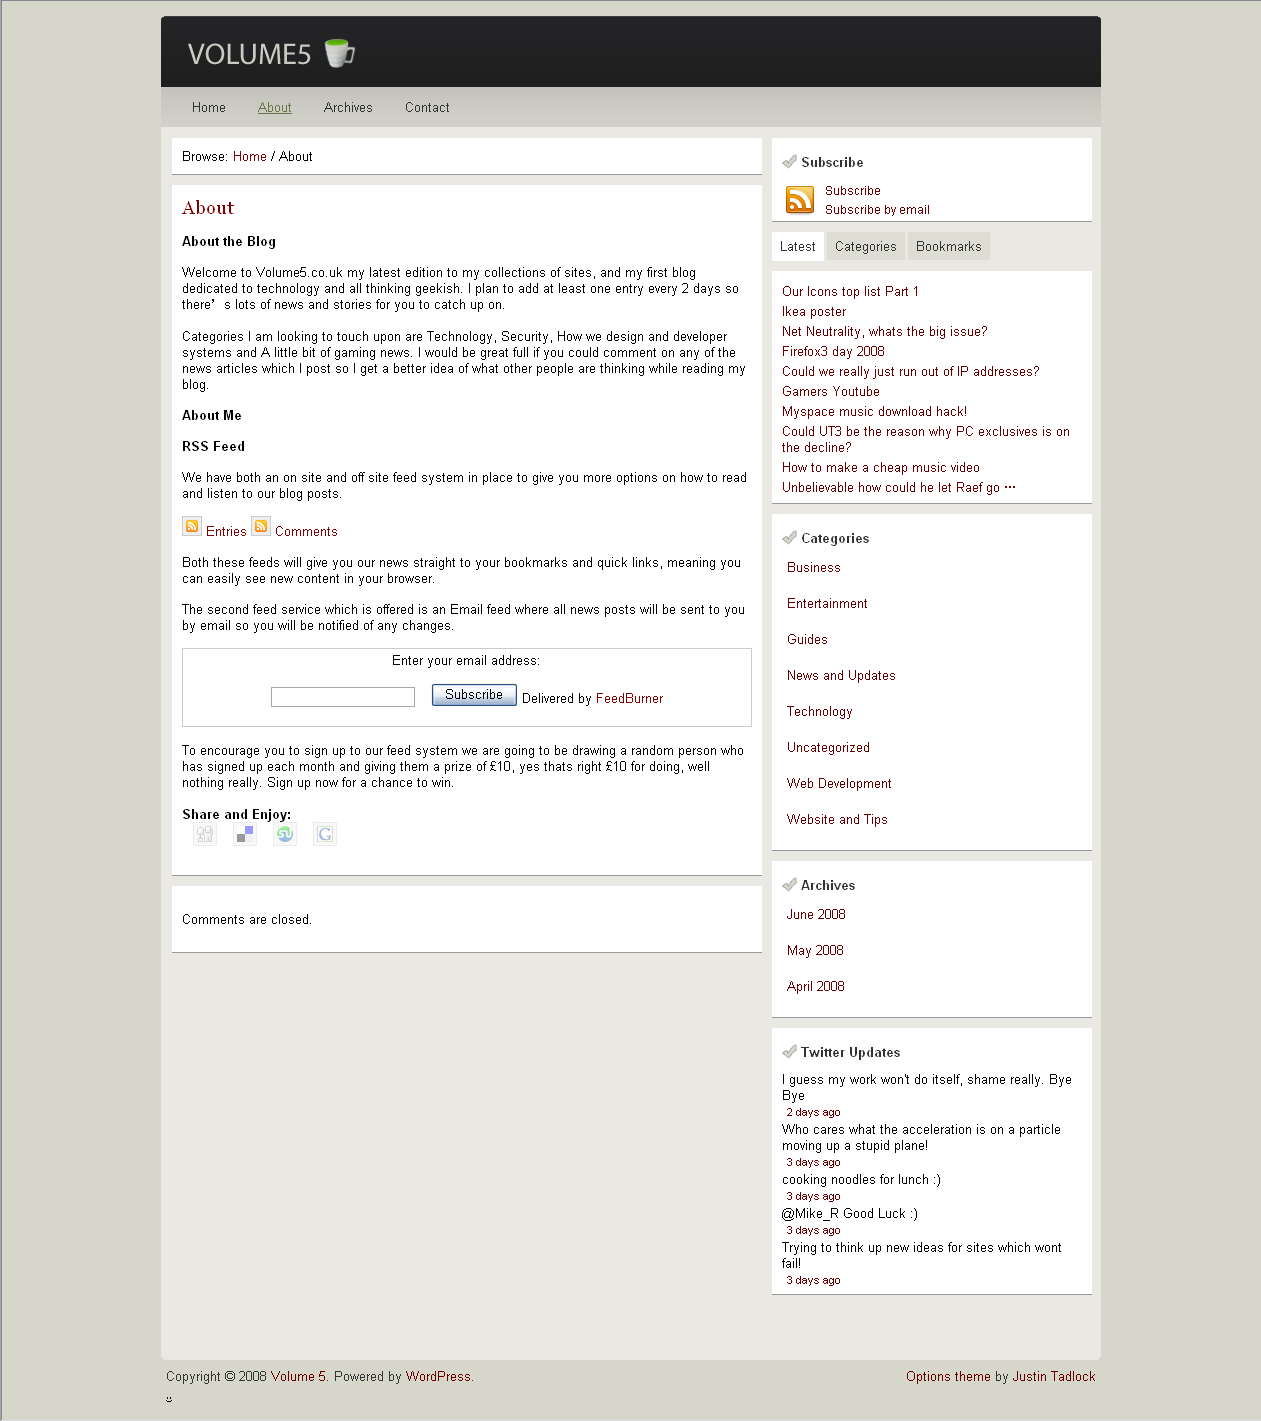 VOLUME5
Home About Archives Contact
Browse: Home / About
About
About the Blog
Welcome to Volume5.co.uk my latest edition to my collections of sites, and my first blog
dedicated to technology and all thinking geekish. I plan to add at least one entry every 2 days so
there’s lots of news and stories for you to catch up on.
Categories I am looking to touch upon are Technology, Security, How we design and developer
systems and A little bit of gaming news. I would be great full if you could comment on any of the
news articles which I post so I get a better idea of what other people are thinking while reading my
blog.
About Me
RSS Feed
We have both an on site and off site feed system in place to give you more options on how to read
and listen to our blog posts.
Entries Comments
Both these feeds will give you our news straight to your bookmarks and quick links, meaning you
can easily see new content in your browser.
The second feed service which is offered is an Email feed where all news posts will be sent to you
by email so you will be notified of any changes.
Enter your email address:
Subscribe Delivered by FeedBurner
To encourage you to sign up to our feed system we are going to be drawing a random person who
has signed up each month and giving them a prize of £10, yes thats right £10 for doing, well
nothing really. Sign up now for a chance to win.
Share and Enjoy:
Comments are closed.
Subscribe
Subscribe
Subscribe by email
Latest Categories Bookmarks
Our Icons top list Part 1
Ikea poster
Net Neutrality, whats the big issue?
Firefox3 day 2008
Could we really just run out of IP addresses?
Gamers Youtube
Myspace music download hack!
Could UT3 be the reason why PC exclusives is on
the decline?
How to make a cheap music video
Unbelievable how could he let Raef go …
Categories
Business
Entertainment
Guides
News and Updates
Technology
Uncategorized
Web Development
Website and Tips
Archives
June 2008
May 2008
April 2008
Twitter Updates
I guess my work won't do itself, shame really. Bye
Bye
2 days ago
Who cares what the acceleration is on a particle
moving up a stupid plane!
3 days ago
cooking noodles for lunch :)
3 days ago
@Mike_R Good Luck :)
3 days ago
Trying to think up new ideas for sites which wont
fail!
3 days ago
Copyright © 2008 Volume 5. Powered by WordPress.
Options theme by Justin Tadlock